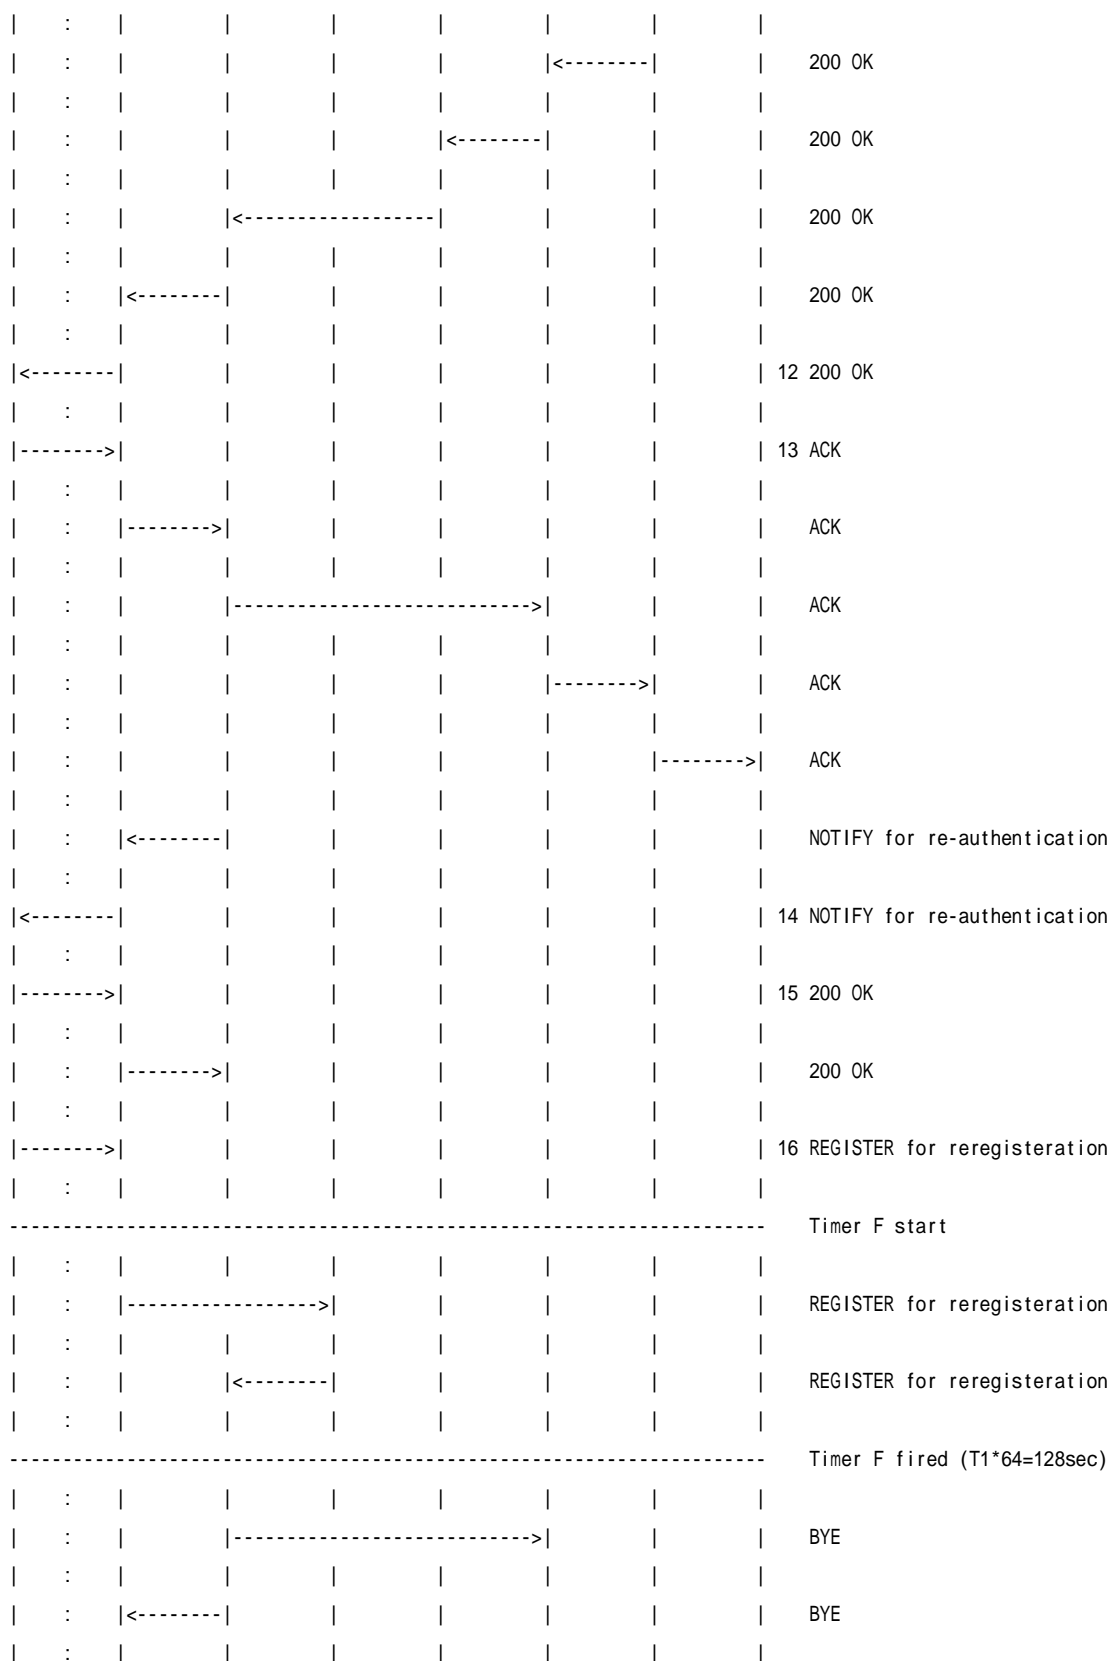 |    :    |         |         |         |         |         |         |
|    :    |         |         |         |         |<--------|         |    200 OK
|    :    |         |         |         |         |         |         |
|    :    |         |         |         |<--------|         |         |    200 OK
|    :    |         |         |         |         |         |         |
|    :    |         |<------------------|         |         |         |    200 OK
|    :    |         |         |         |         |         |         |
|    :    |<--------|         |         |         |         |         |    200 OK
|    :    |         |         |         |         |         |         |
|<--------|         |         |         |         |         |         | 12 200 OK
|    :    |         |         |         |         |         |         |
|-------->|         |         |         |         |         |         | 13 ACK
|    :    |         |         |         |         |         |         |
|    :    |-------->|         |         |         |         |         |    ACK
|    :    |         |         |         |         |         |         |
|    :    |         |---------------------------->|         |         |    ACK
|    :    |         |         |         |         |         |         |
|    :    |         |         |         |         |-------->|         |    ACK
|    :    |         |         |         |         |         |         |
|    :    |         |         |         |         |         |-------->|    ACK
|    :    |         |         |         |         |         |         |
|    :    |<--------|         |         |         |         |         |    NOTIFY for re-authentication
|    :    |         |         |         |         |         |         |
|<--------|         |         |         |         |         |         | 14 NOTIFY for re-authentication
|    :    |         |         |         |         |         |         |
|-------->|         |         |         |         |         |         | 15 200 OK
|    :    |         |         |         |         |         |         |
|    :    |-------->|         |         |         |         |         |    200 OK
|    :    |         |         |         |         |         |         |
|-------->|         |         |         |         |         |         | 16 REGISTER for reregisteration
|    :    |         |         |         |         |         |         |
-----------------------------------------------------------------------    Timer F start
|    :    |         |         |         |         |         |         |
|    :    |------------------>|         |         |         |         |    REGISTER for reregisteration
|    :    |         |         |         |         |         |         |
|    :    |         |<--------|         |         |         |         |    REGISTER for reregisteration
|    :    |         |         |         |         |         |         |
-----------------------------------------------------------------------    Timer F fired (T1*64=128sec)
|    :    |         |         |         |         |         |         |
|    :    |         |---------------------------->|         |         |    BYE
|    :    |         |         |         |         |         |         |
|    :    |<--------|         |         |         |         |         |    BYE
|    :    |         |         |         |         |         |         |